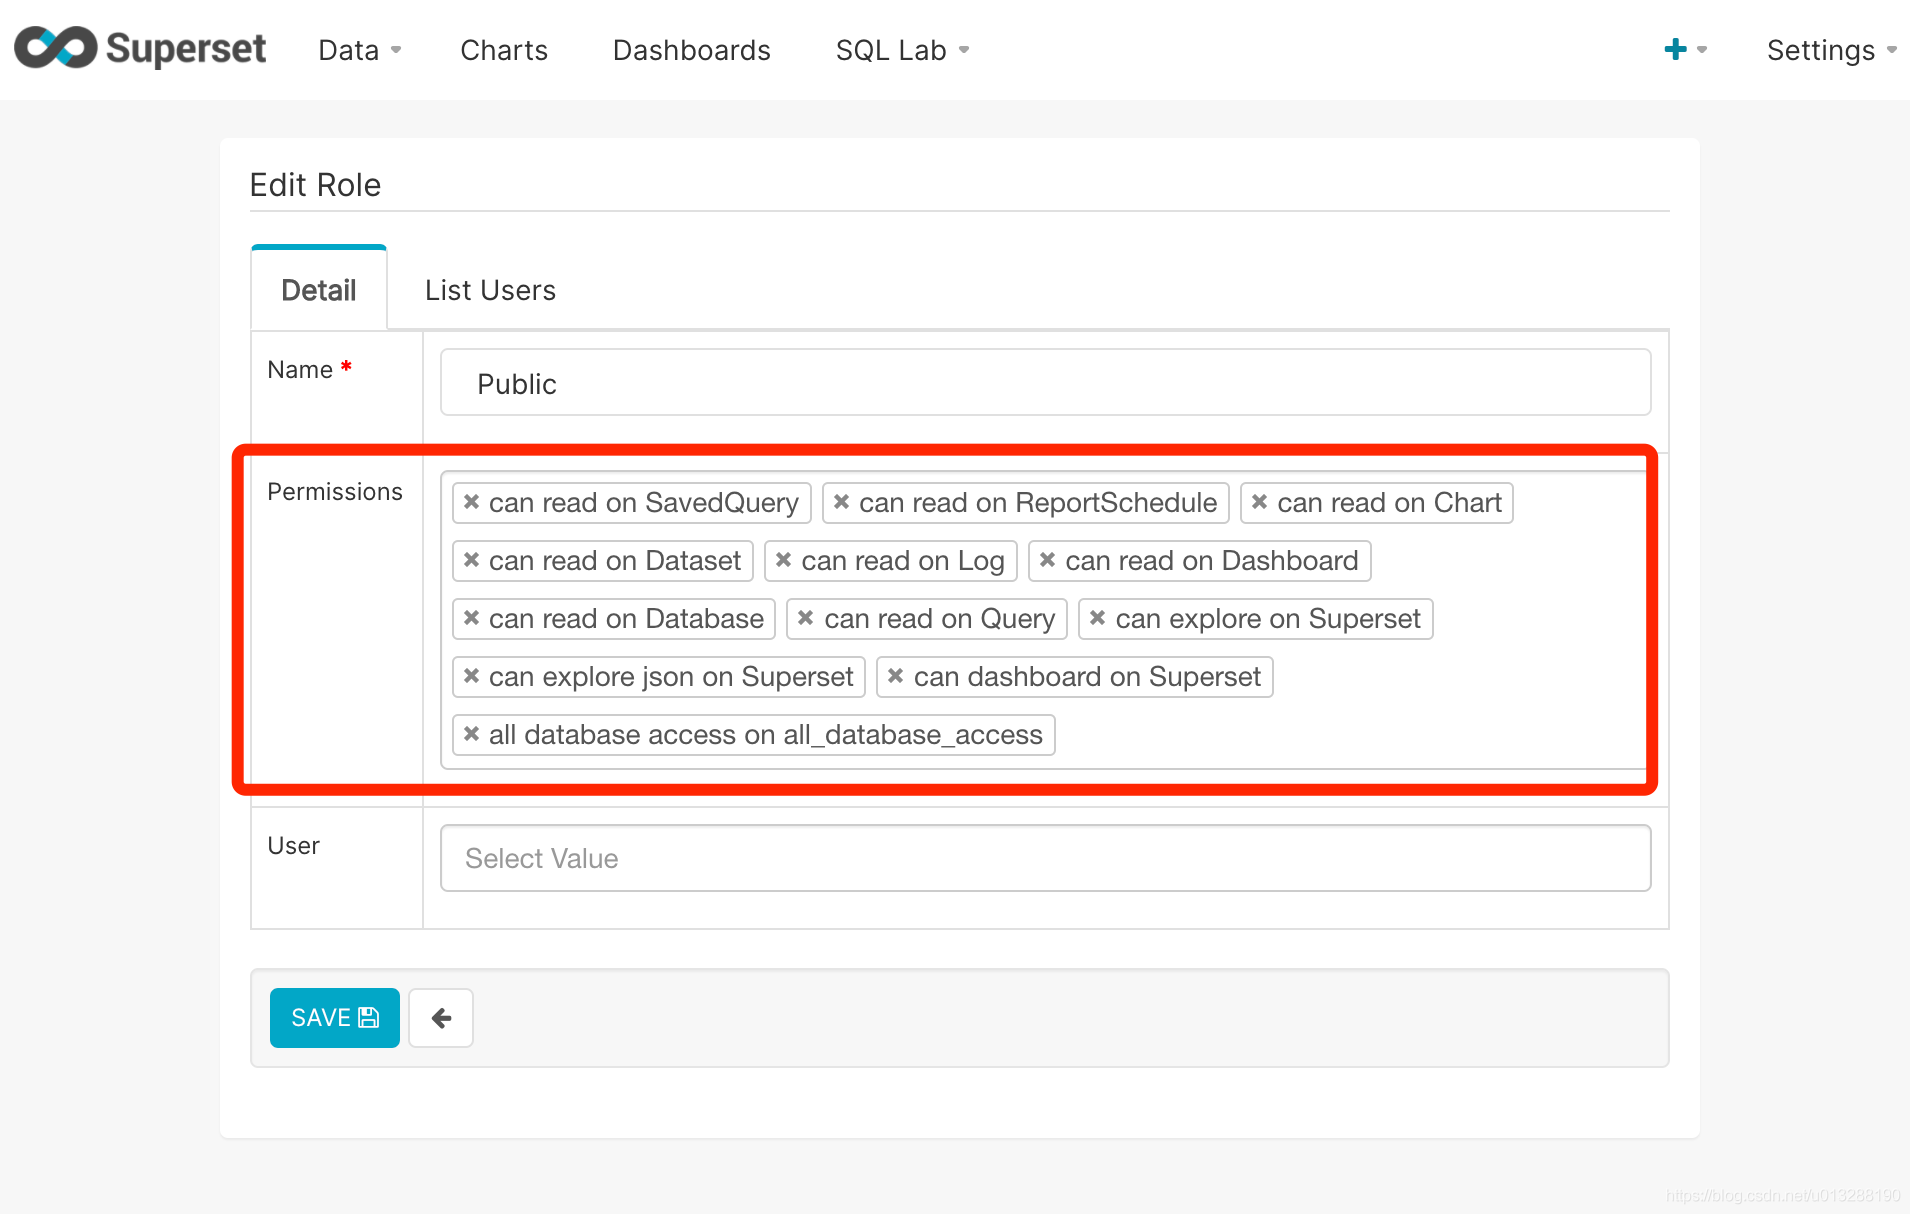 Superset Data Charts Dashboards SQL Lab Settings
Edit Role
Detail List Users
Name * Public
Permissions
can read on SavedQuery can read on ReportSchedule can read on Chart
can read on Dataset can read on Log can read on Dashboard
can read on Database can read on Query can explore on Superset
can explore json on Superset can dashboard on Superset
all database access on all_database_access
User Select Value
SAVE
https://blog.csdn.net/u013288190